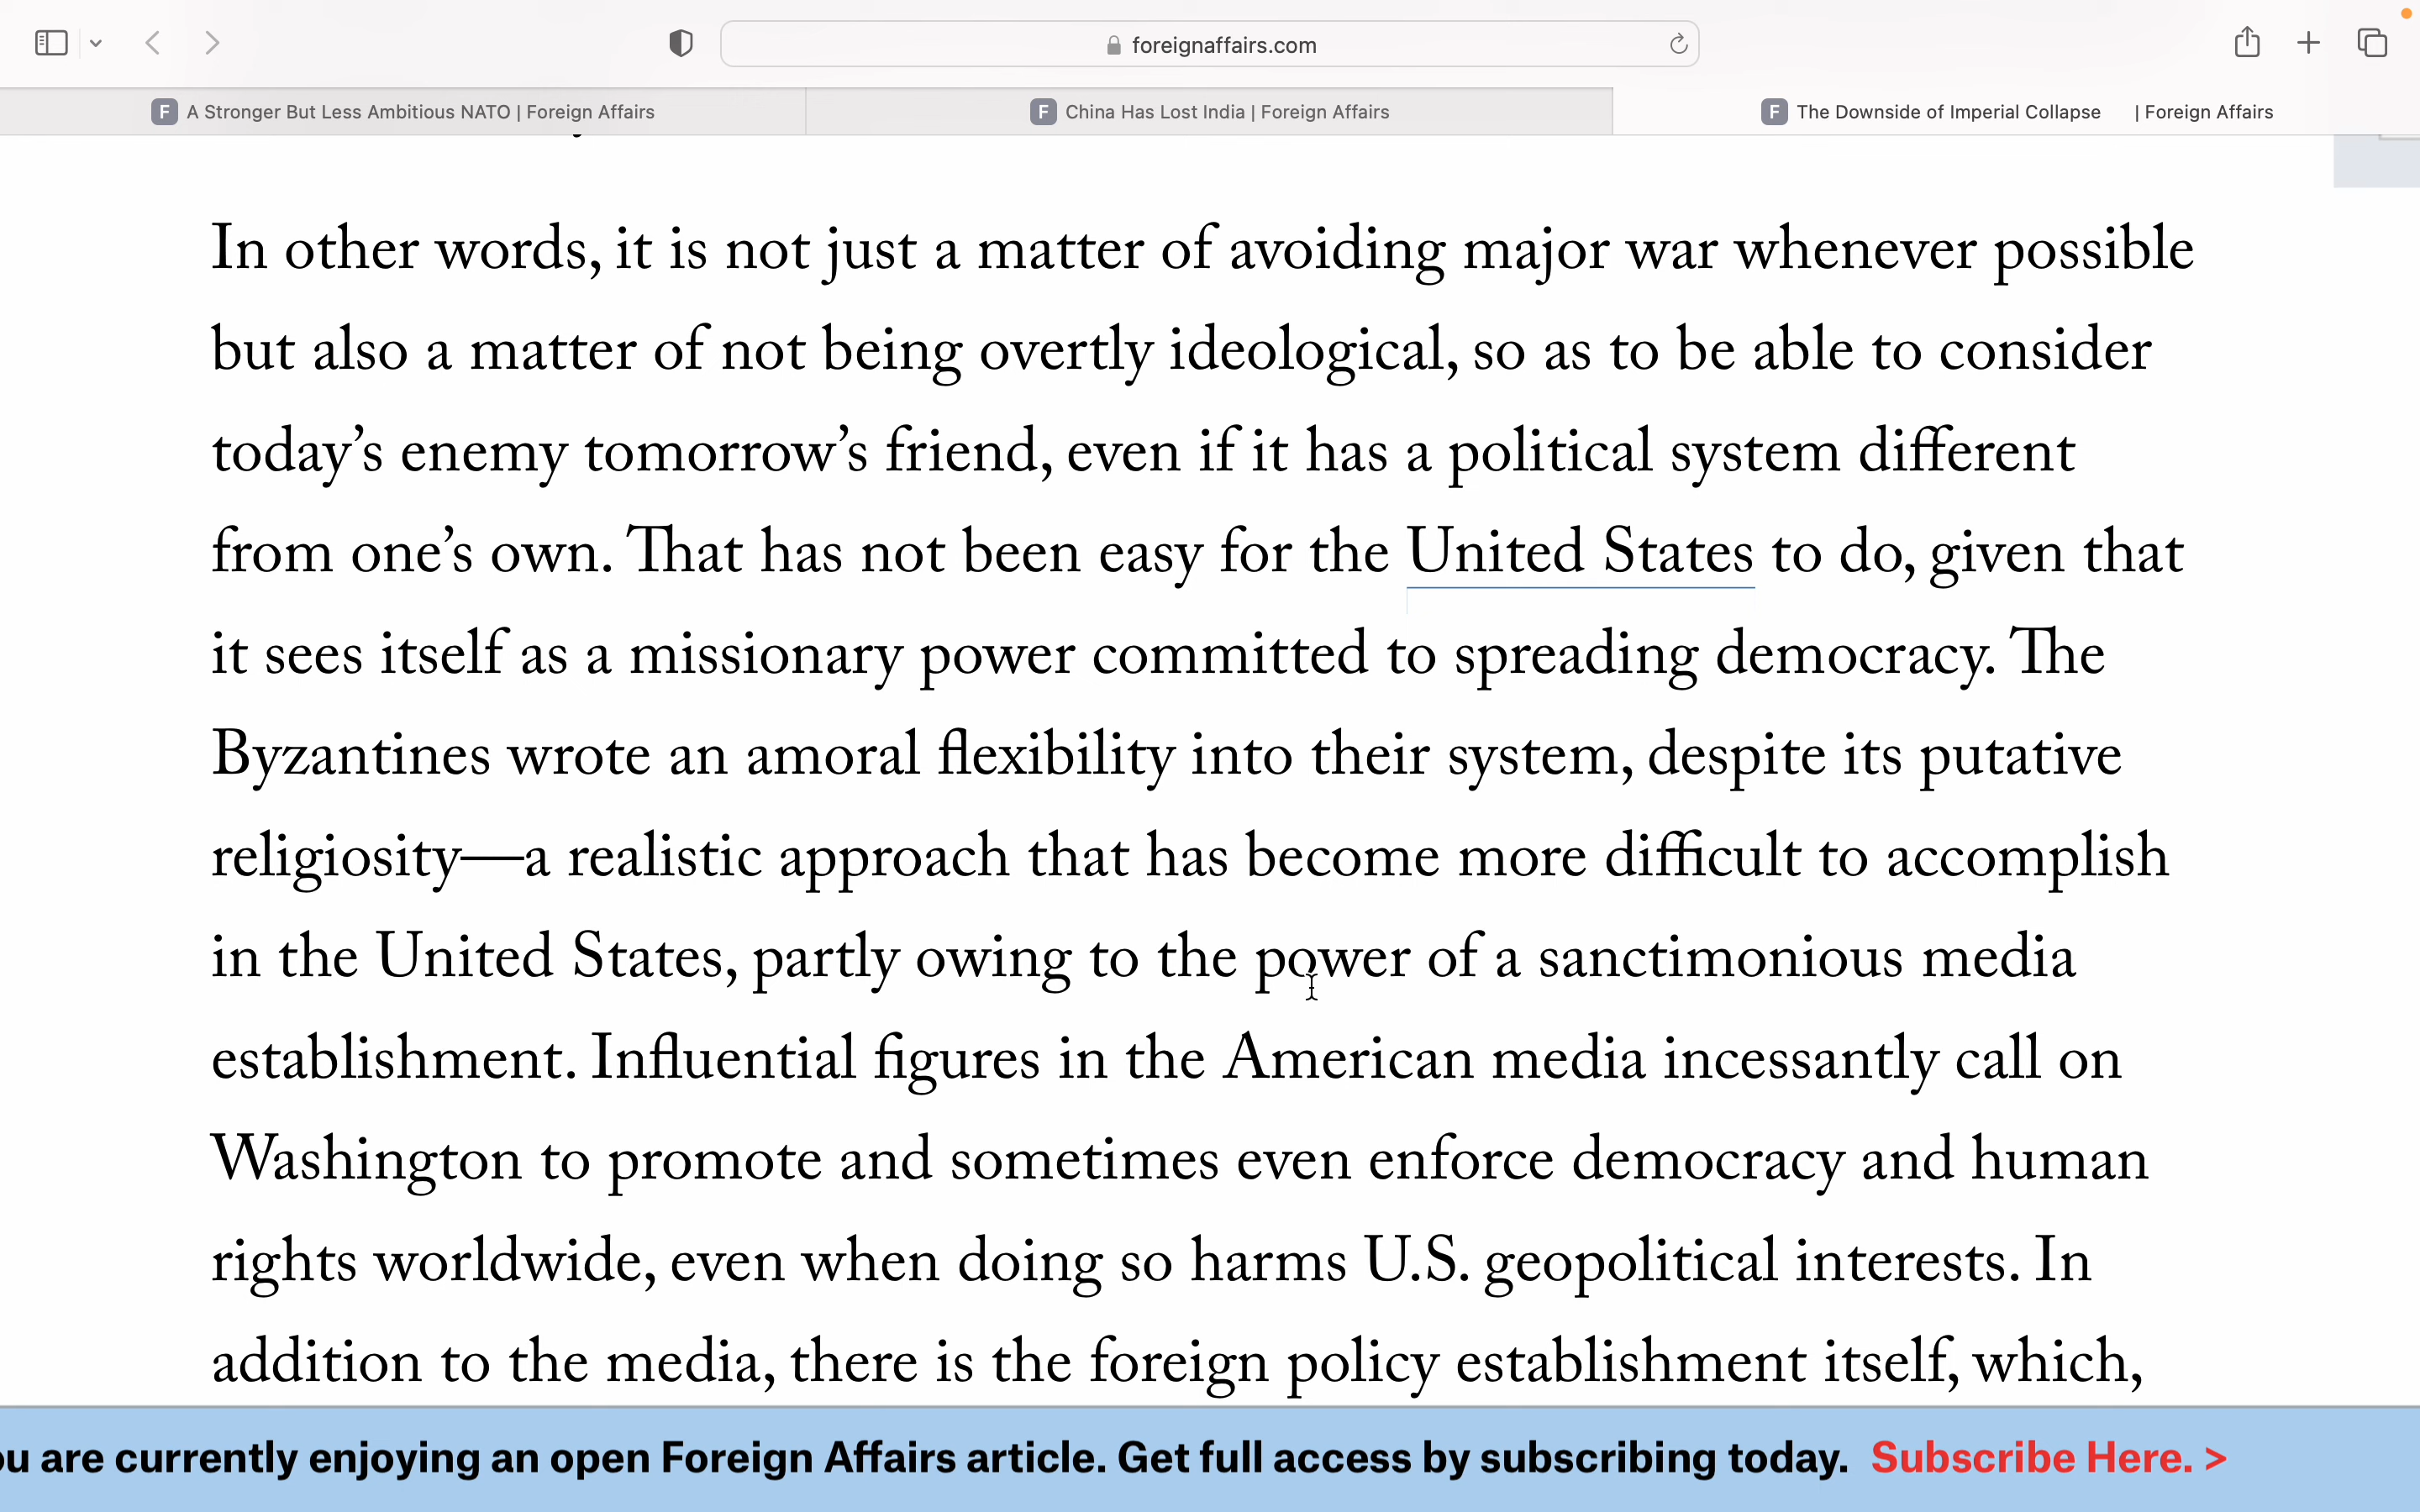 foreignaffairs.com
F A Stronger But Less Ambitious NATO | Foreign Affairs
F China Has Lost India | Foreign Affairs
F The Downside of Imperial Collapse | Foreign Affairs
In other words, it is not just a matter of avoiding major war whenever possible
but also a matter of not being overtly ideological, so as to be able to consider
today’s enemy tomorrow’s friend, even if it has a political system different
from one’s own. That has not been easy for the United States to do, given that
it sees itself as a missionary power committed to spreading democracy. The
Byzantines wrote an amoral flexibility into their system, despite its putative
religiosity—a realistic approach that has become more difficult to accomplish
in the United States, partly owing to the power of a sanctimonious media
establishment. Influential figures in the American media incessantly call on
Washington to promote and sometimes even enforce democracy and human
rights worldwide, even when doing so harms U.S. geopolitical interests. In
addition to the media, there is the foreign policy establishment itself, which,
ou are currently enjoying an open Foreign Affairs article. Get full access by subscribing today. Subscribe Here. >